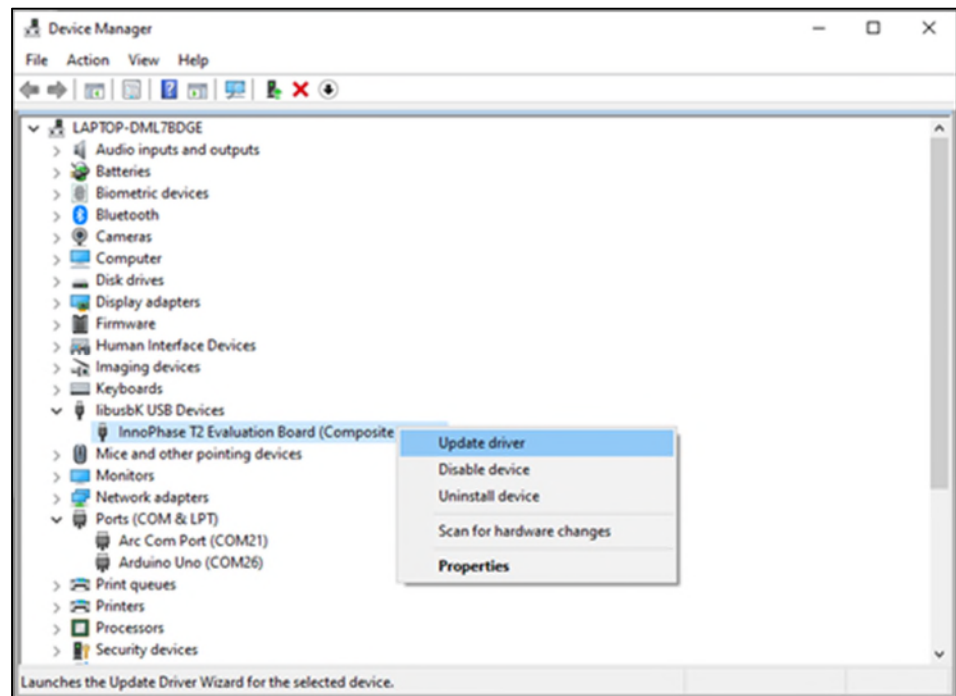 Device Manager
File Action View Help
LAPTOP-DML7BDGE
Audio inputs and outputs
Batteries
Biometric devices
Bluetooth
Cameras
Computer
Disk drives
Display adapters
Firmware
Human Interface Devices
Imaging devices
Keyboards
libusbK USB Devices
InnoPhase T2 Evaluation Board (Composite
Update driver
Disable device
Uninstall device
Scan for hardware changes
Properties
Mice and other pointing devices
Monitors
Network adapters
Ports (COM & LPT)
Arc Com Port (COM21)
Arduino Uno (COM26)
Print queues
Printers
Processors
Security devices
Launches the Update Driver Wizard for the selected device.